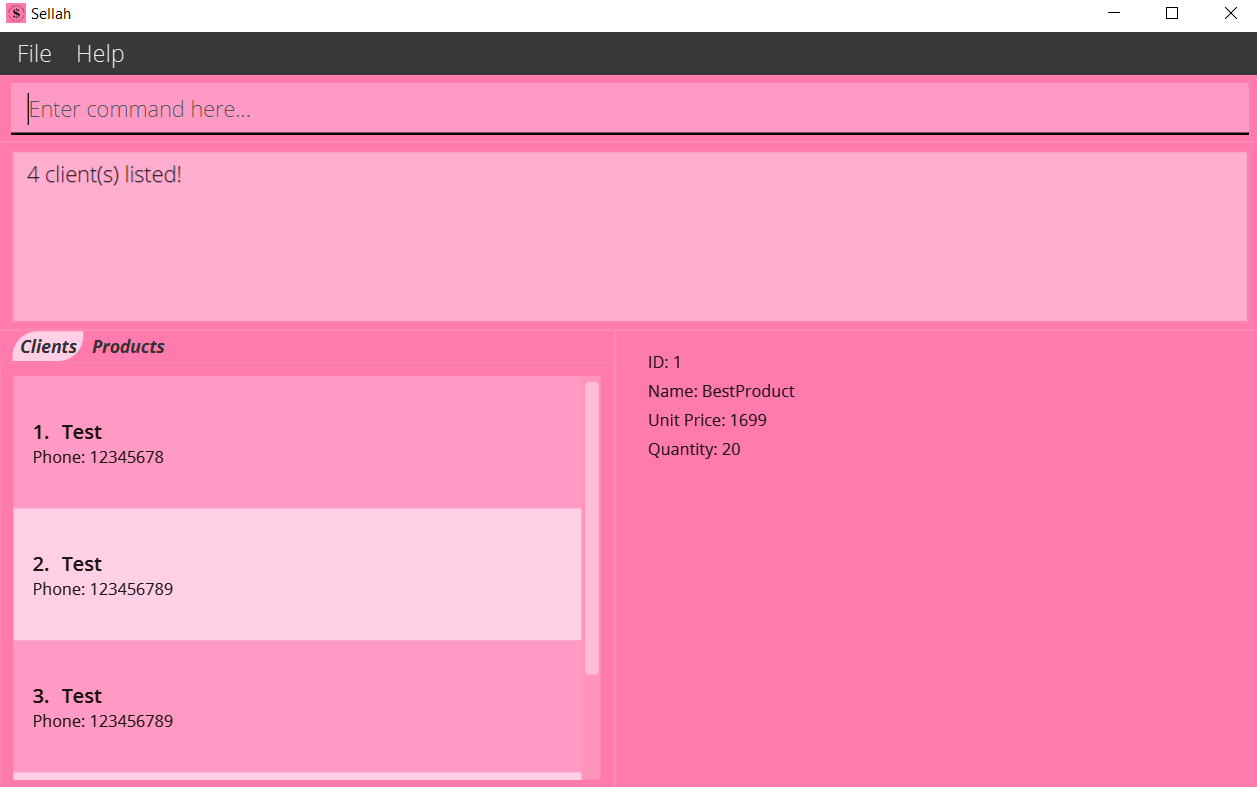 Sellah
File Help
Enter command here...
4 client(s) listed!
Clients Products
1. Test
Phone: 12345678
2. Test
Phone: 123456789
3. Test
Phone: 123456789
ID: 1
Name: BestProduct
Unit Price: 1699
Quantity: 20